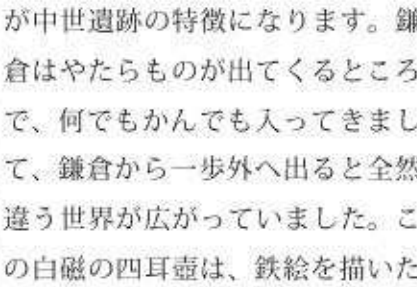 が中世遺跡の特徴になります。鎌
倉はやたらものが出てくるところ
で、何でもかんでも入ってきまし
て、鎌倉から一歩外へ出ると全然
違う世界が広がっていました。こ
の白磁の四耳壺は、鉄絵を描いた